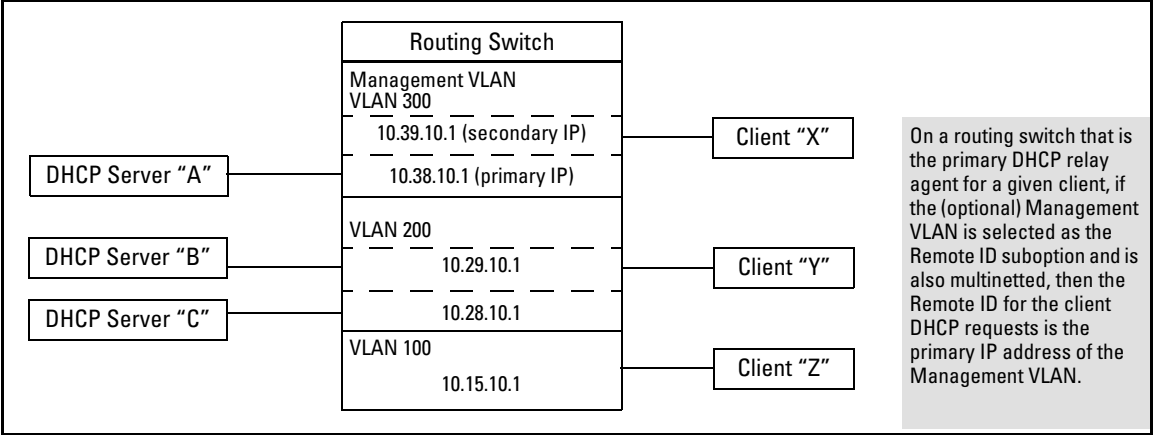 Routing Switch
Management VLAN
VLAN 300
10.39.10.1 (secondary IP)
Client “X”
DHCP Server “A”
10.38.10.1 (primary IP)
VLAN 200
DHCP Server “B”
10.29.10.1
Client “Y”
DHCP Server “C”
10.28.10.1
VLAN 100
10.15.10.1
Client “Z”
On a routing switch that is
the primary DHCP relay
agent for a given client, if
the (optional) Management
VLAN is selected as the
Remote ID suboption and is
also multinetted, then the
Remote ID for the client
DHCP requests is the
primary IP address of the
Management VLAN.